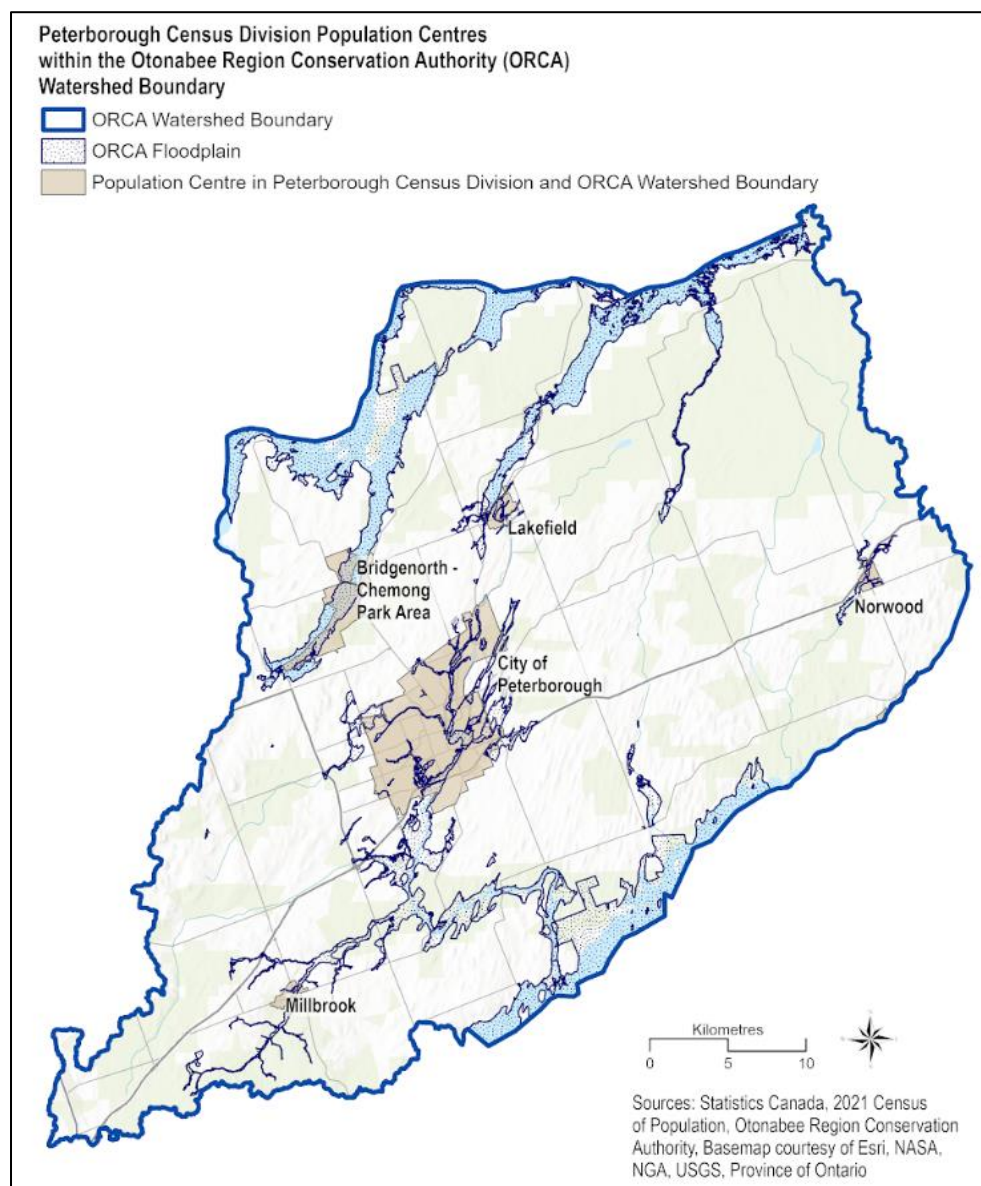 Peterborough Census Division Population Centres
within the Otonabee Region Conservation Authority (ORCA)
Watershed Boundary
ORCA Watershed Boundary
ORCA Floodplain
Population Centre in Peterborough Census Division and ORCA Watershed Boundary
Lakefield
Bridgenorth -
Chemong
Park Area
Norwood
City of
Peterborough
Millbrook
Kilometres
0 5 10
Sources: Statistics Canada, 2021 Census
of Population, Otonabee Region Conservation
Authority, Basemap courtesy of Esri, NASA,
NGA, USGS, Province of Ontario